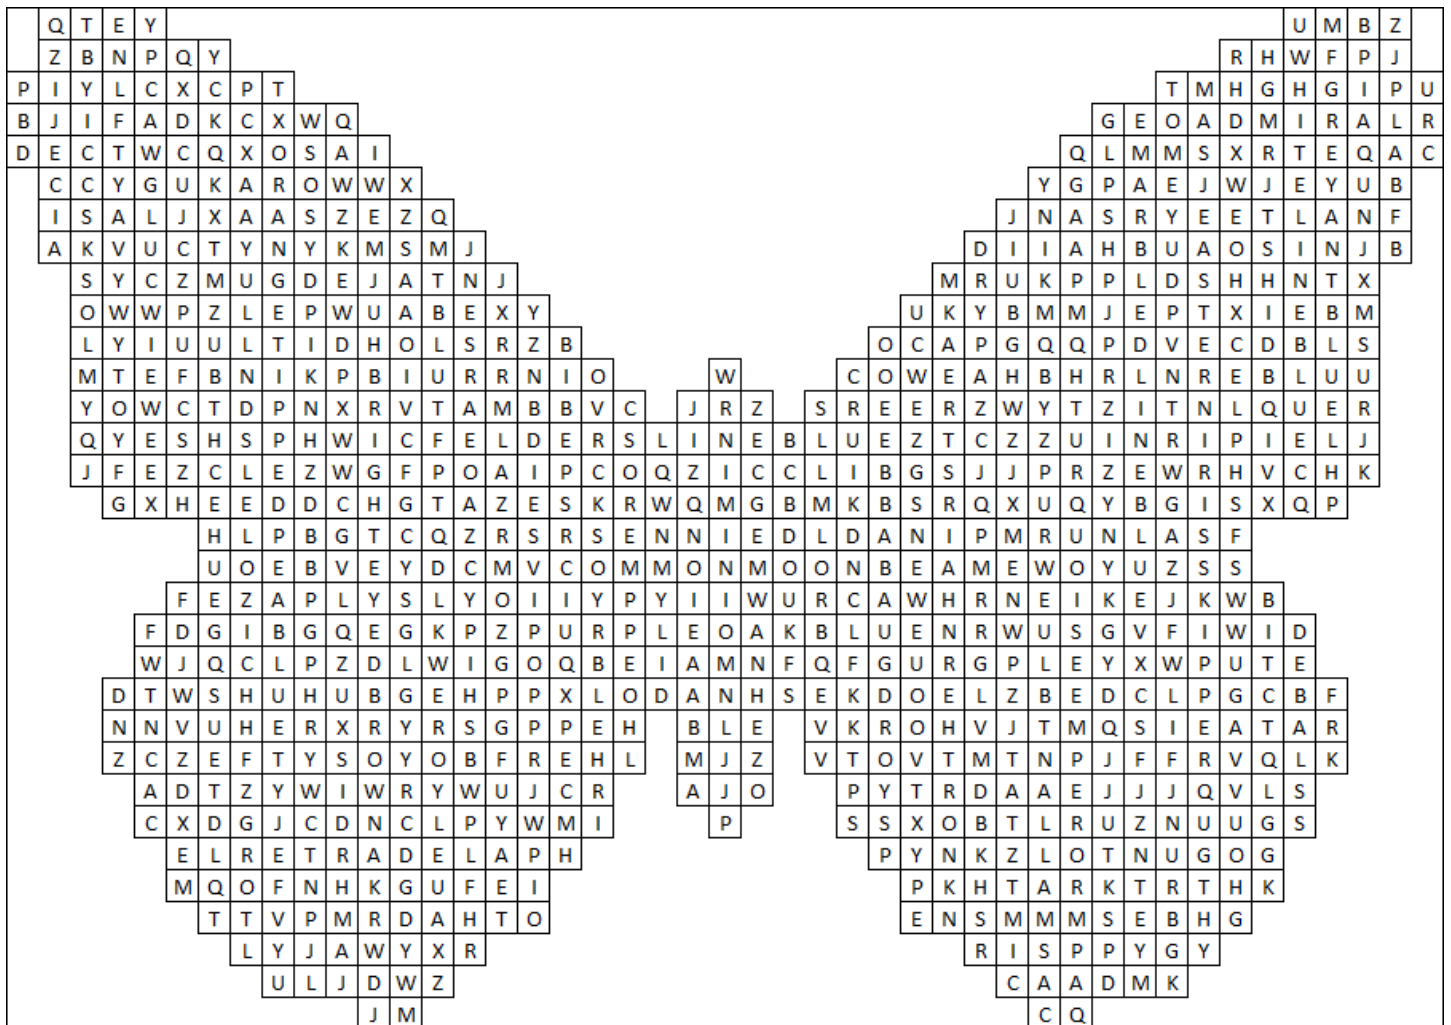 Q T E Y U M B Z
Z B N P Q Y R H W F P J
P I Y L C X C P T T M H G H G I P U
B J I F A D K C X W Q G E O A D M I R A L R
D E C T W C Q X O S A I Q L M M S X R T E Q A C
C C Y G U K A R O W W X Y G P A E J W J E Y U B
I S A L J X A A S Z E Z Q J N A S R Y E E T L A N F
A K V U C T Y N Y K M S M J D I I A H B U A O S I N J B
S Y C Z M U G D E J A T N J M R U K P P L D S H H N T X
O W W P Z L E P W U A B E X Y U K Y B M M J E P T X I E B M
L Y I U U L T I D H O L S R Z B O C A P G Q Q P D V E C D B L S
M T E F B N I K P B I U R R N I O W C O W E A H B H R L N R E B L U U
Y O W C T D P N X R V T A M B B V C J R Z S R E E R Z W Y T Z I T N L Q U E R
Q Y E S H S P H W I C F E L D E R S L I N E B L U E Z T C Z Z U I N R I P I E L J
J F E Z C L E Z W G F P O A I P C O Q Z I C C L I B G S J J P R Z E W R H V C H K
G X H E E D D C H G T A Z E S K R W Q M G B M K B S R Q X U Q Y B G I S X Q P
H L P B G T C Q Z R S R S E N N I E D L D A N I P M R U N L A S F
U O E B V E Y D C M V C O M M O N M O O N B E A M E W O Y U Z S S
F E Z A P L Y S L Y O I I Y P Y I I W U R C A W H R N E I K E J K W B
F D G I B G Q E G K P Z P U R P L E O A K B L U E N R W U S G V F I W I D
W J Q C L P Z D L W I G O Q B E I A M N F Q F G U R G P L E Y X W P U T E
D T W S H U H U B G E H P P X L O D A N H S E K D O E L Z B E D C L P G C B F
N N V U H E R X R Y R S G P P E H B L E V K R O H V J T M Q S I E A T A R
Z C Z E F T Y S O Y O B F R E H L M J Z V T O V T M T N P J F F R V Q L K
A D T Z Y W I W R Y W U J C R A J O P Y T R D A A E J J J Q V L S
C X D G J C D N C L P Y W M I P S S X O B T L R U Z N U U G S
E L R E T R A D E L A P H P Y N K Z L O T N U G O G
M Q O F N H K G U F E I P K H T A R K T R T H K
T T V P M R D A H T O E N S M M M S E B H G
L Y J A W Y X R R I S P P Y G Y
U L J D W Z C A A D M K
J M C Q